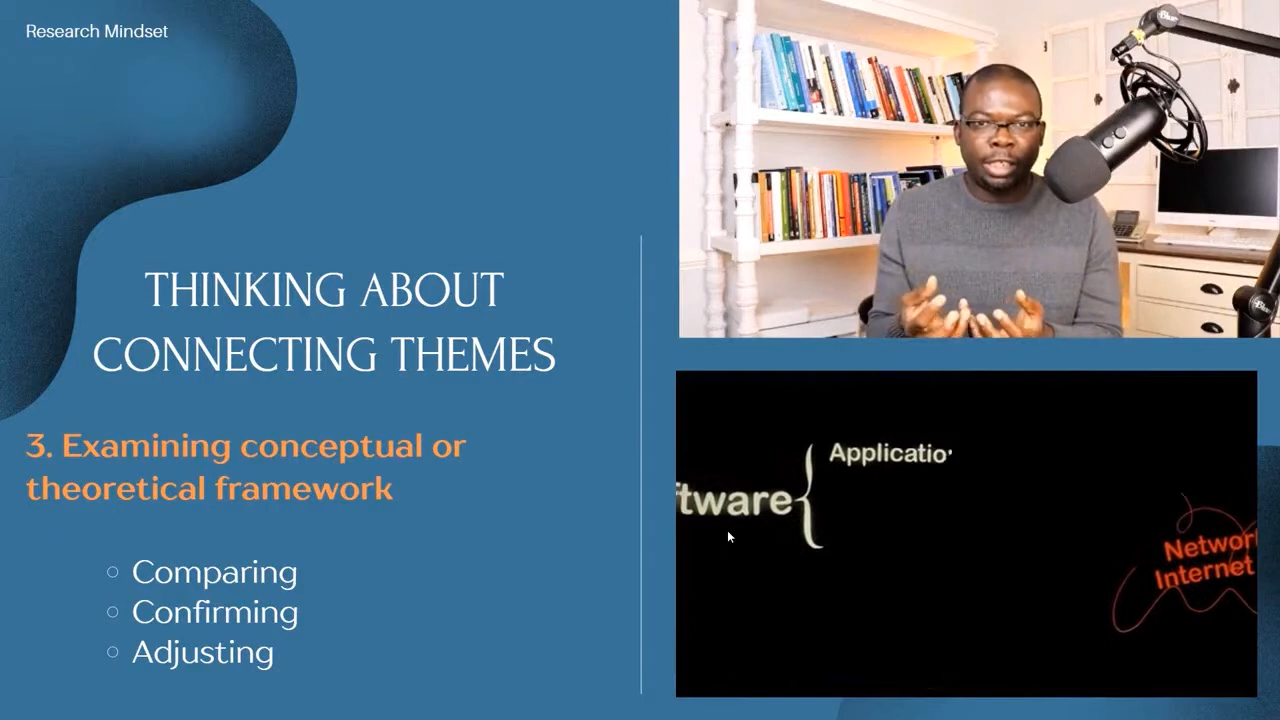 Research Mindset
THINKING ABOUT
CONNECTING THEMES
3. Examining conceptual or
theoretical framework
Comparing
Confirming
Adjusting
ftware
Applicatio
Networ
Internet